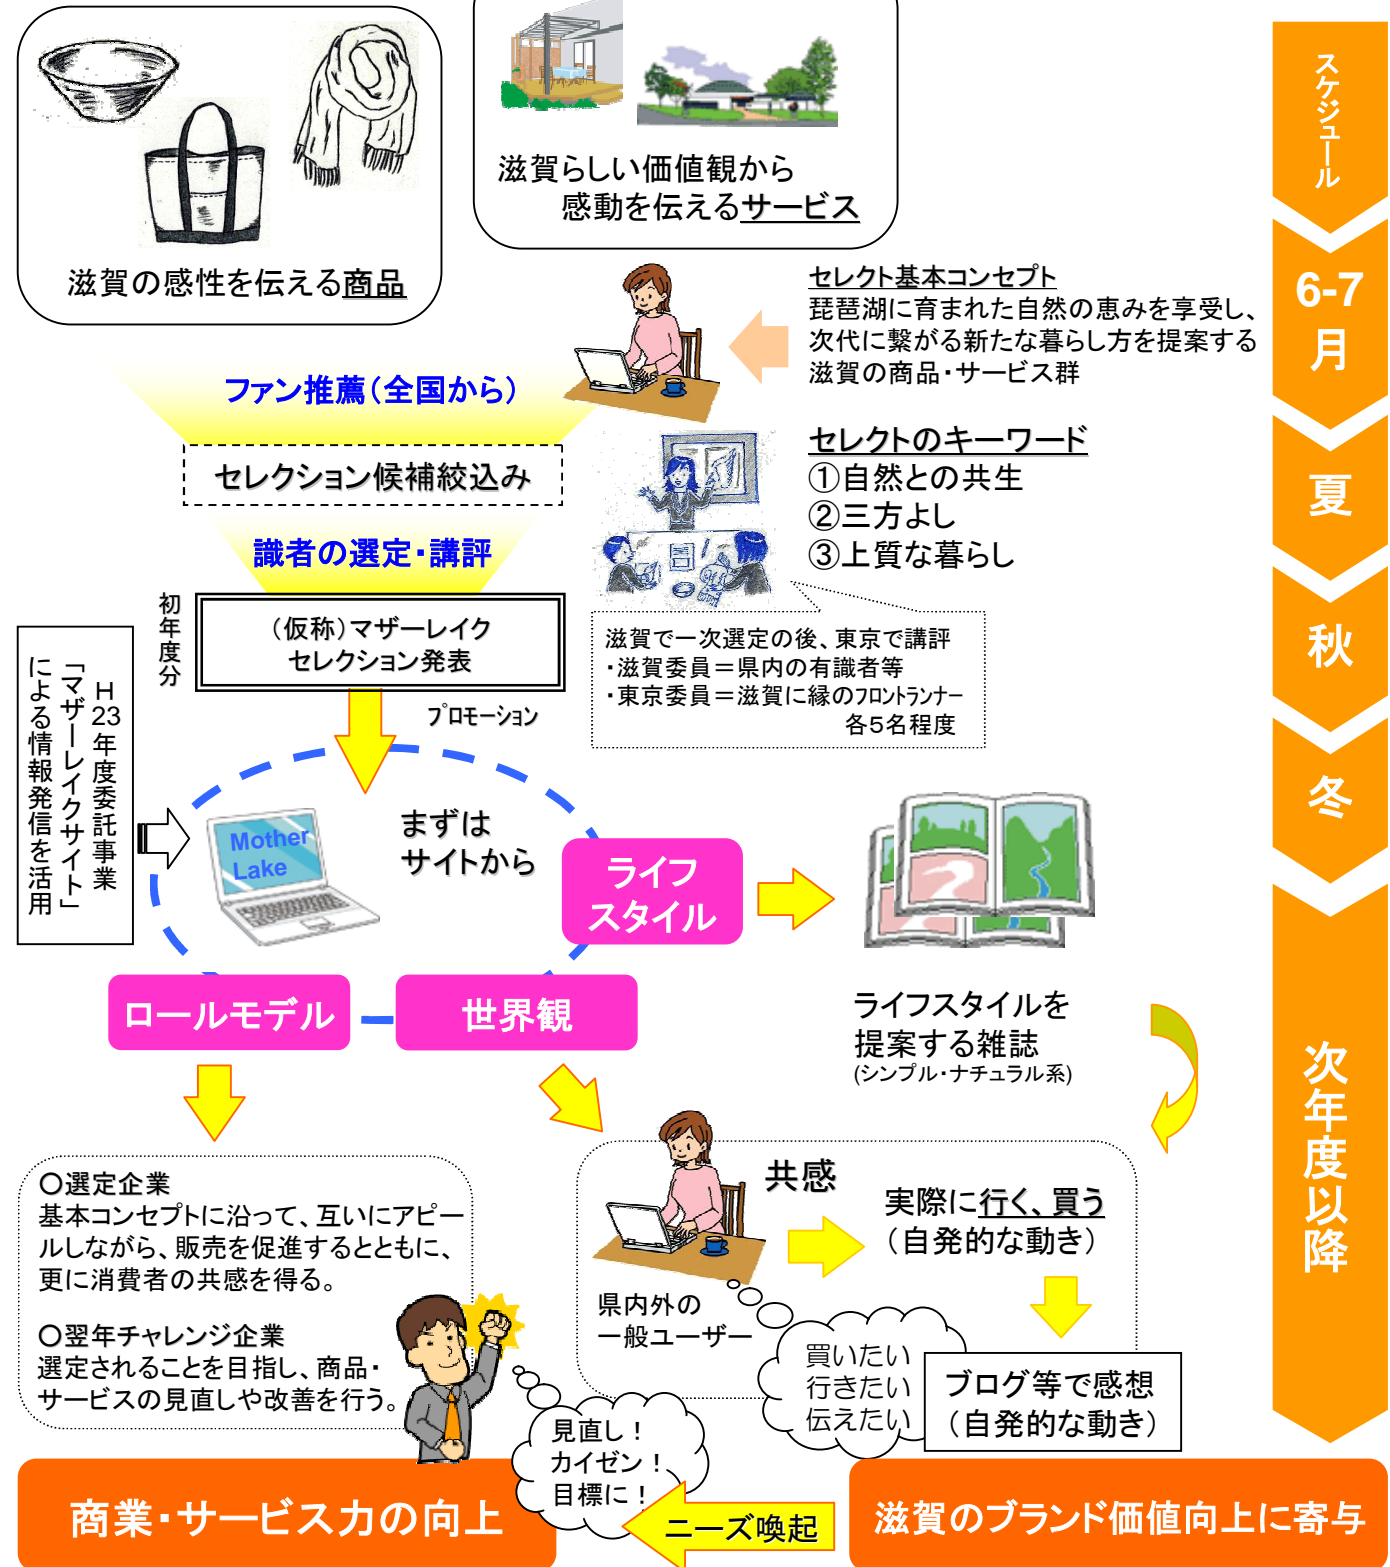 滋賀の感性を伝える商品
滋賀らしい価値観から
感動を伝えるサービス
スケジュール
6-7
月
夏
秋
冬
次年度以降
セレクト基本コンセプト
琵琶湖に育まれた自然の恵みを享受し、
次代に繋がる新たな暮らし方を提案する
滋賀の商品・サービス群
ファン推薦(全国から)
セレクション候補絞込み
セレクトのキーワード
①自然との共生
②三方よし
③上質な暮らし
識者の選定・講評
初年度分
(仮称)マザーレイク
セレクション発表
滋賀で一次選定の後、東京で講評
・滋賀委員=県内の有識者等
・東京委員=滋賀に縁のフロントランナー
各5名程度
プロモーション
H23年度委託事業
「マザーレイクサイト」
による情報発信を活用
Mother
Lake
まずは
サイトから
ライフ
スタイル
ロールモデル
世界観
ライフスタイルを
提案する雑誌
(シンプル・ナチュラル系)
○選定企業
基本コンセプトに沿って、互いにアピー
ルしながら、販売を促進するとともに、
更に消費者の共感を得る。
○翌年チャレンジ企業
選定されることを目指し、商品・
サービスの見直しや改善を行う。
共感
実際に行く、買う
(自発的な動き)
県内外の
一般ユーザー
買いたい
行きたい
伝えたい
ブログ等で感想
(自発的な動き)
見直し!
カイゼン!
目標に!
商業・サービス力の向上
ニーズ喚起
滋賀のブランド価値向上に寄与